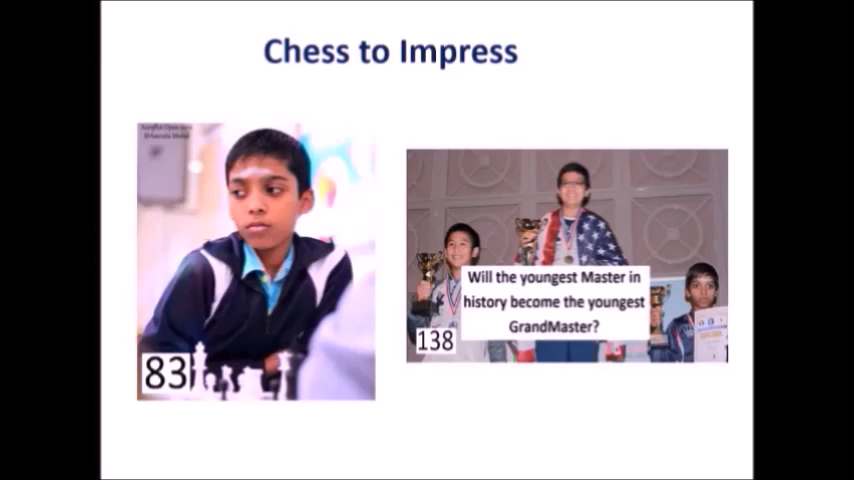 Chess to Impress
83
Will the youngest Master in
history become the youngest
GrandMaster?
138